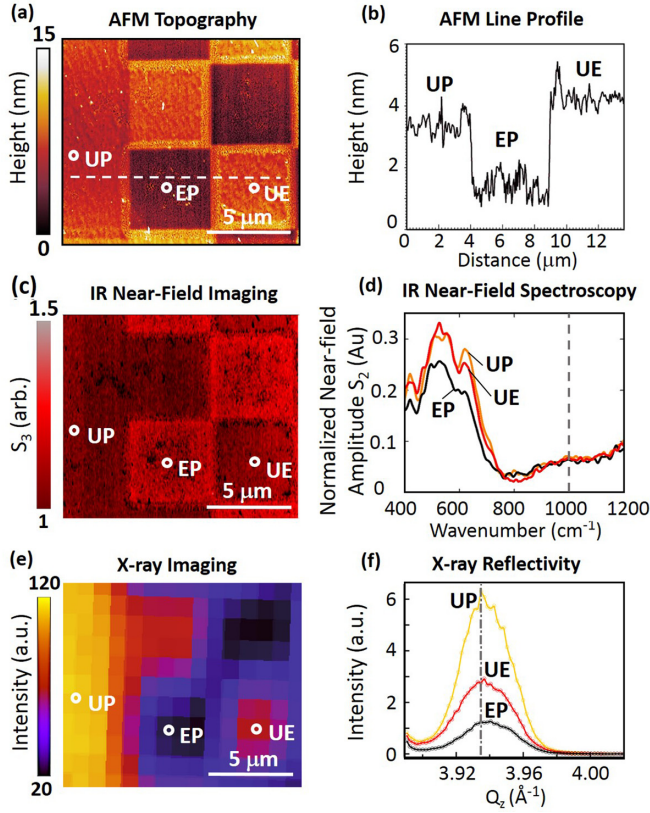 (a) AFM Topography
15
Height (nm)
0
UP
EP
UE
5 μm
(b) AFM Line Profile
Height (nm)
6
4
2
0
UP
EP
UE
0 2 4 6 8 10 12
Distance (μm)
(c) IR Near-Field Imaging
1.5
S3 (arb.)
1
UP
EP
UE
5 μm
(d) IR Near-Field Spectroscopy
Normalized Near-field
Amplitude S2 (Au)
0.3
0.2
0.1
0
UP
UE
EP
400 600 800 1000 1200
Wavenumber (cm-1)
(e) X-ray Imaging
120
Intensity (a.u.)
20
UP
EP
UE
5 μm
(f) X-ray Reflectivity
Intensity (a.u.)
6
4
2
0
UP
UE
EP
3.92 3.96 4.00
Qz (Å-1)